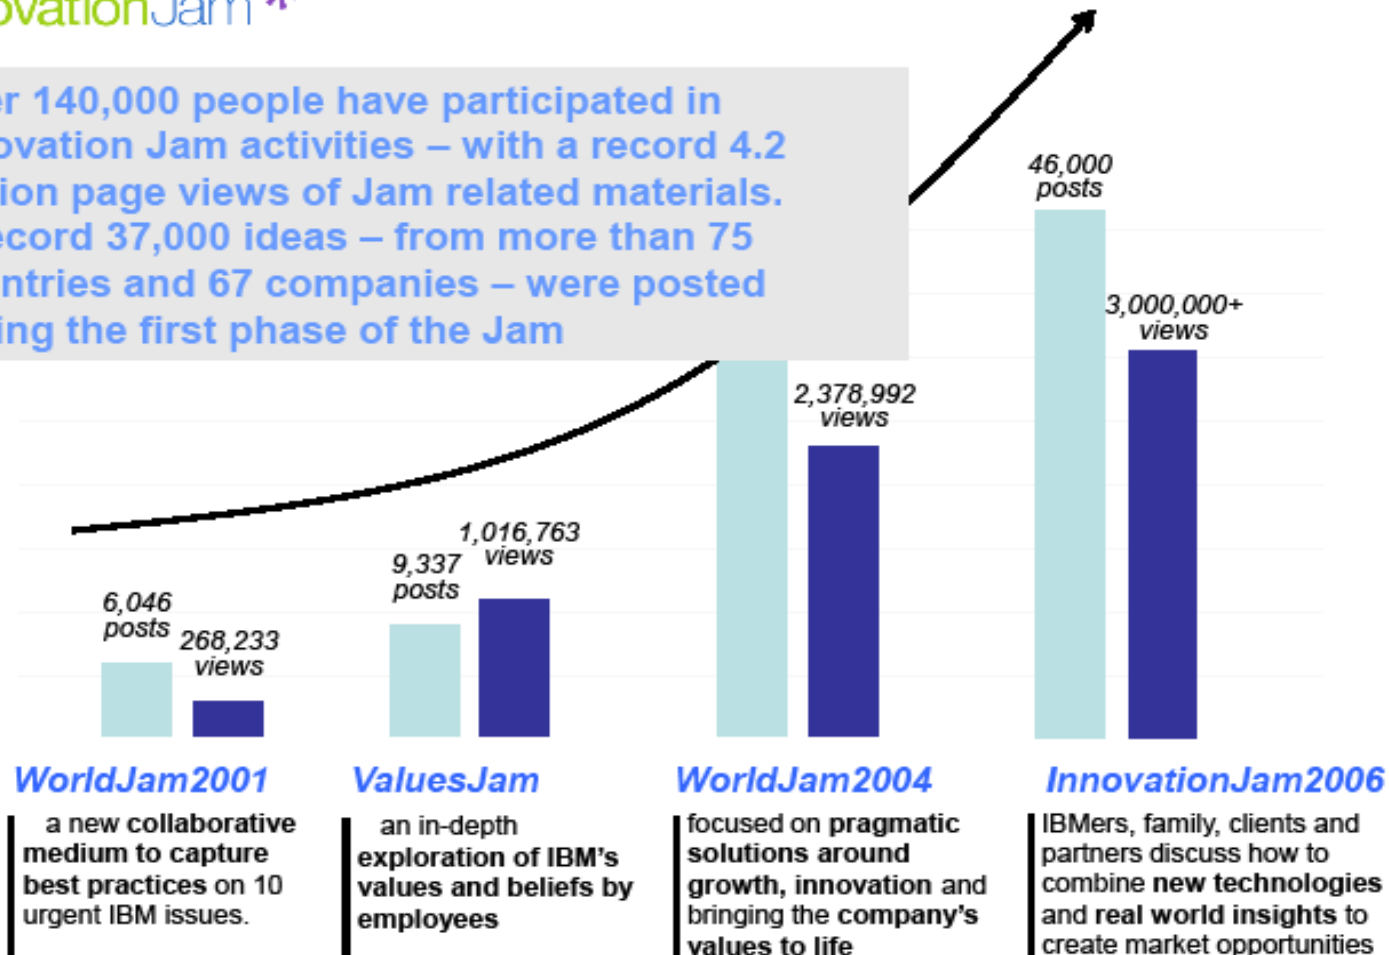 ovationJam *
er 140,000 people have participated in
ovation Jam activities – with a record 4.2
ion page views of Jam related materials.
ecord 37,000 ideas – from more than 75
ntries and 67 companies – were posted
ing the first phase of the Jam
46,000
posts
3,000,000+
views
2,378,992
views
1,016,763
views
9,337
posts
6,046
posts
268,233
views
WorldJam2001
a new collaborative
medium to capture
best practices on 10
urgent IBM issues.
ValuesJam
an in-depth
exploration of IBM's
values and beliefs by
employees
WorldJam2004
focused on pragmatic
solutions around
growth, innovation and
bringing the company's
values to life
InnovationJam2006
IBMers, family, clients and
partners discuss how to
combine new technologies
and real world insights to
create market opportunities